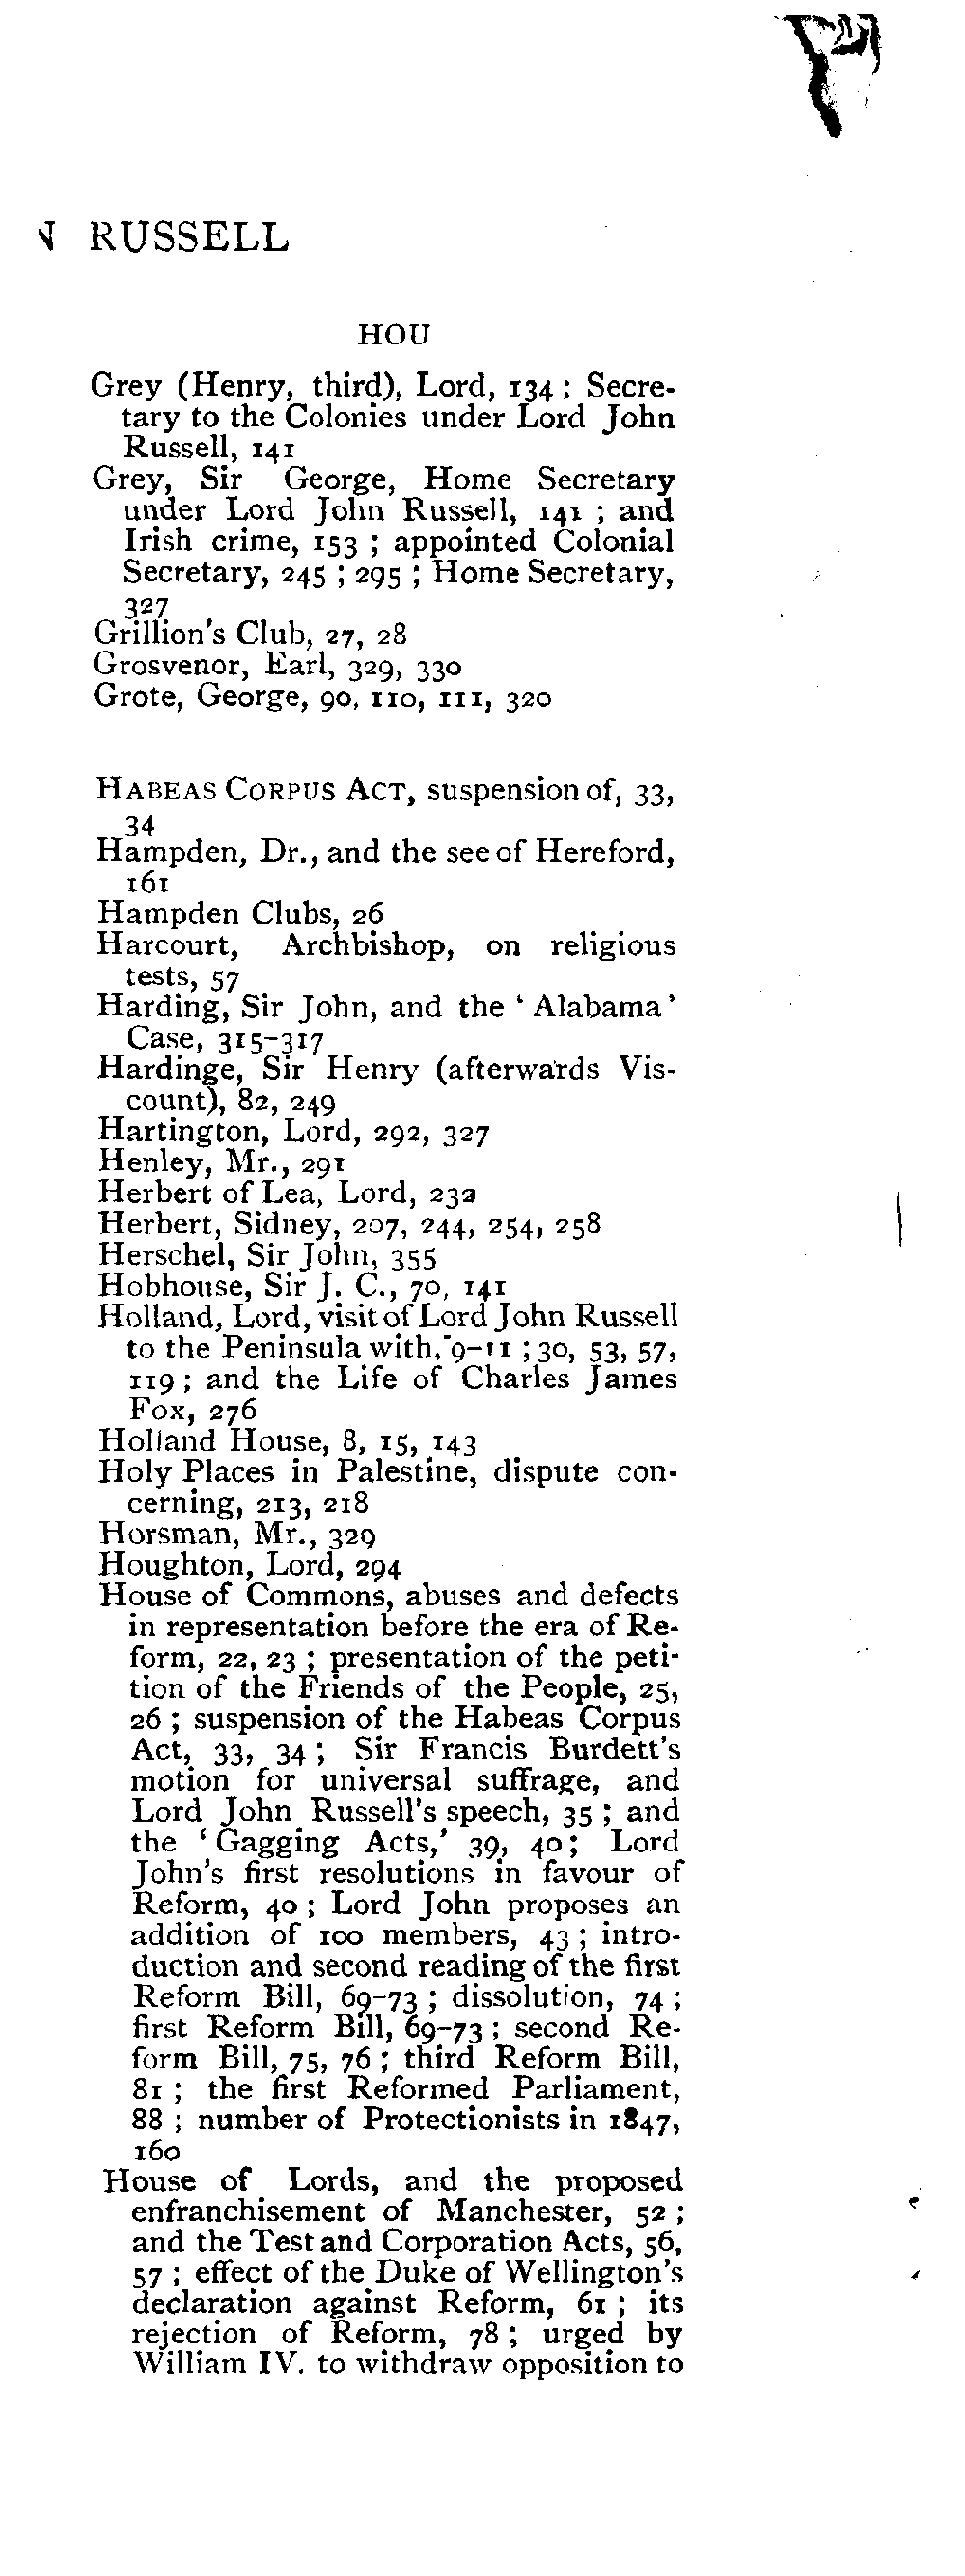 RUSSELL
HOU
Grey (Henry, third), Lord, 134 ; Secre-
tary to the Colonies under Lord John
Russell, 141
Grey, Sir George, Home Secretary
under Lord John Russell, 141 ; and
Irish crime, 153 ; appointed Colonial
Secretary, 245 ; 295 ; Home Secretary,
327
Grillion's Club, 27, 28
Grosvenor, Earl, 329, 330
Grote, George, 90, 110, 111, 320
HABEAS CORPUS ACT, suspension of, 33,
34
Hampden, Dr., and the see of Hereford,
161
Hampden Clubs, 26
Harcourt, Archbishop, on religious
tests, 57
Harding, Sir John, and the ‘ Alabama ’
Case, 315–317
Hardinge, Sir Henry (afterwards Vis-
count), 82, 249
Hartington, Lord, 292, 327
Henley, Mr., 291
Herbert of Lea, Lord, 232
Herbert, Sidney, 207, 244, 254, 258
Herschel, Sir John, 355
Hobhouse, Sir J. C., 70, 141
Holland, Lord, visit of Lord John Russell
to the Peninsula with, 9–11 ; 30, 53, 57,
119 ; and the Life of Charles James
Fox, 276
Holland House, 8, 15, 143
Holy Places in Palestine, dispute con-
cerning, 213, 218
Horsman, Mr., 329
Houghton, Lord, 294
House of Commons, abuses and defects
in representation before the era of Re-
form, 22, 23 ; presentation of the peti-
tion of the Friends of the People, 25,
26 ; suspension of the Habeas Corpus
Act, 33, 34 ; Sir Francis Burdett's
motion for universal suffrage, and
Lord John Russell's speech, 35 ; and
the ‘ Gagging Acts,’ 39, 40 ; Lord
John's first resolutions in favour of
Reform, 40 ; Lord John proposes an
addition of 100 members, 43 ; intro-
duction and second reading of the first
Reform Bill, 69–73 ; dissolution, 74 ;
first Reform Bill, 69–73 ; second Re-
form Bill, 75, 76 ; third Reform Bill,
81 ; the first Reformed Parliament,
88 ; number of Protectionists in 1847,
160
House of Lords, and the proposed
enfranchisement of Manchester, 52 ;
and the Test and Corporation Acts, 56,
57 ; effect of the Duke of Wellington's
declaration against Reform, 61 ; its
rejection of Reform, 78 ; urged by
William IV. to withdraw opposition to